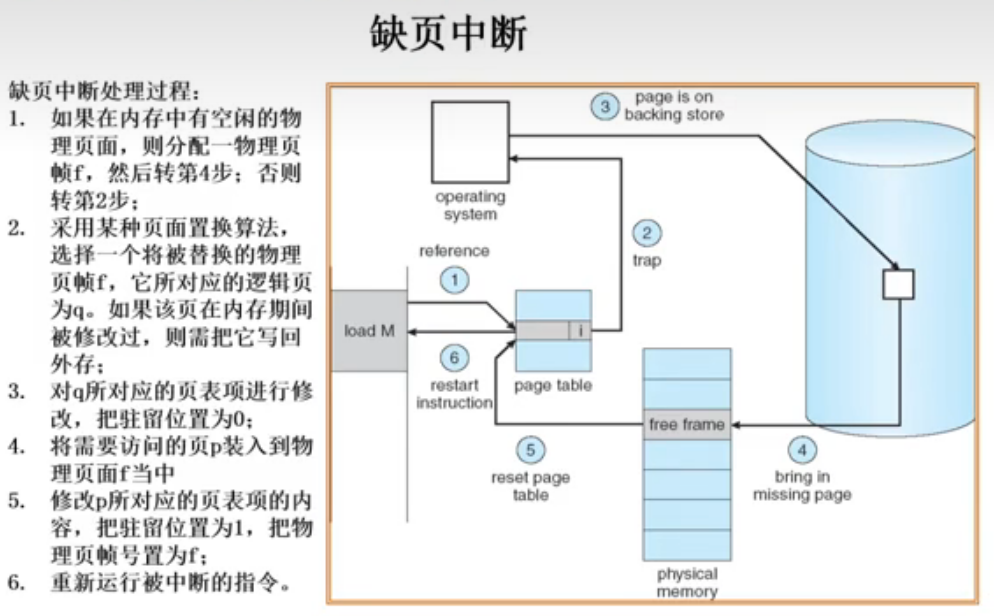 缺页中断
缺页中断处理过程：
1. 如果在内存中有空闲的物
理页面，则分配一物理页
帧f，然后转第4步；否则
转第2步；
2. 采用某种页面置换算法，
选择一个将被替换的物理
页帧f，它所对应的逻辑页
为q。如果该页在内存期间
被修改过，则需把它写回
外存；
3. 对q所对应的页表项进行修
改，把驻留位置为0；
4. 将需要访问的页p装入到物
理页面f当中
5. 修改p所对应的页表项的内
容，把驻留位置为1，把物
理页帧号置为f；
6. 重新运行被中断的指令。
3
page is on
backing store
operating
system
2
trap
reference
1
load M
i
6
restart
instruction
page table
free frame
5
reset page
table
4
bring in
missing page
physical
memory